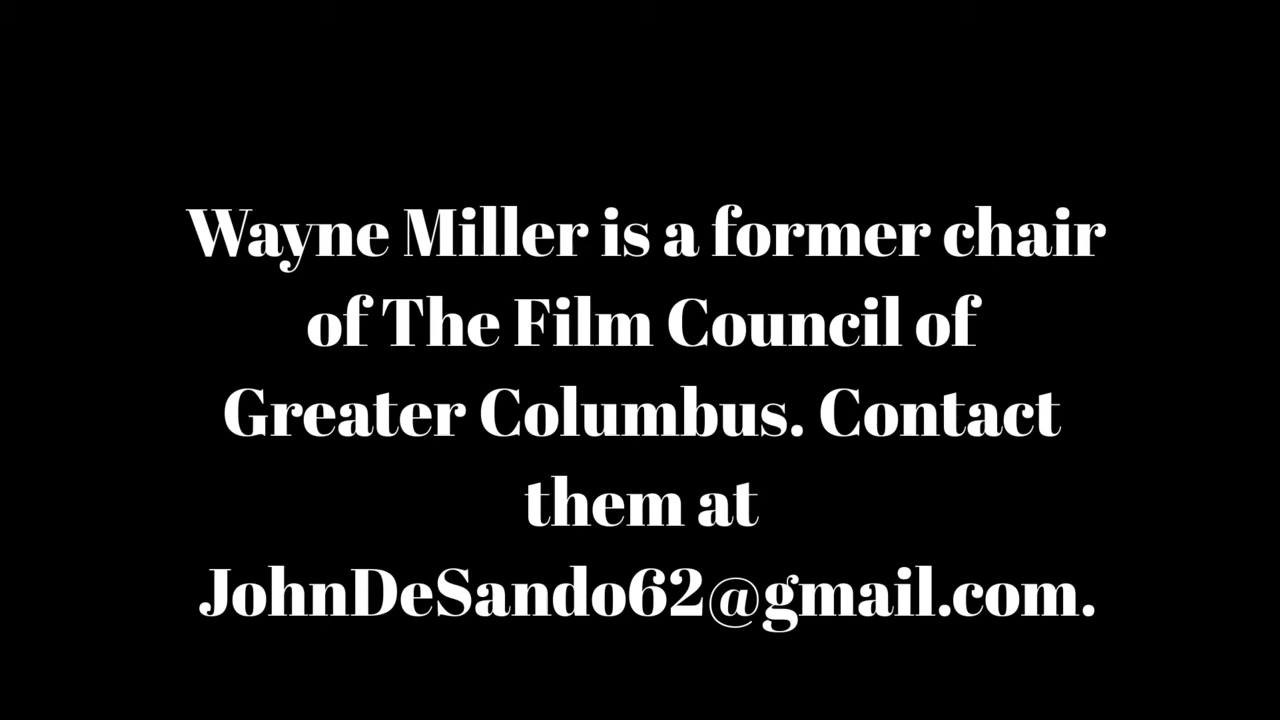 Wayne Miller is a former chair
of The Film Council of
Greater Columbus. Contact
them at
JohnDeSando62@gmail.com.